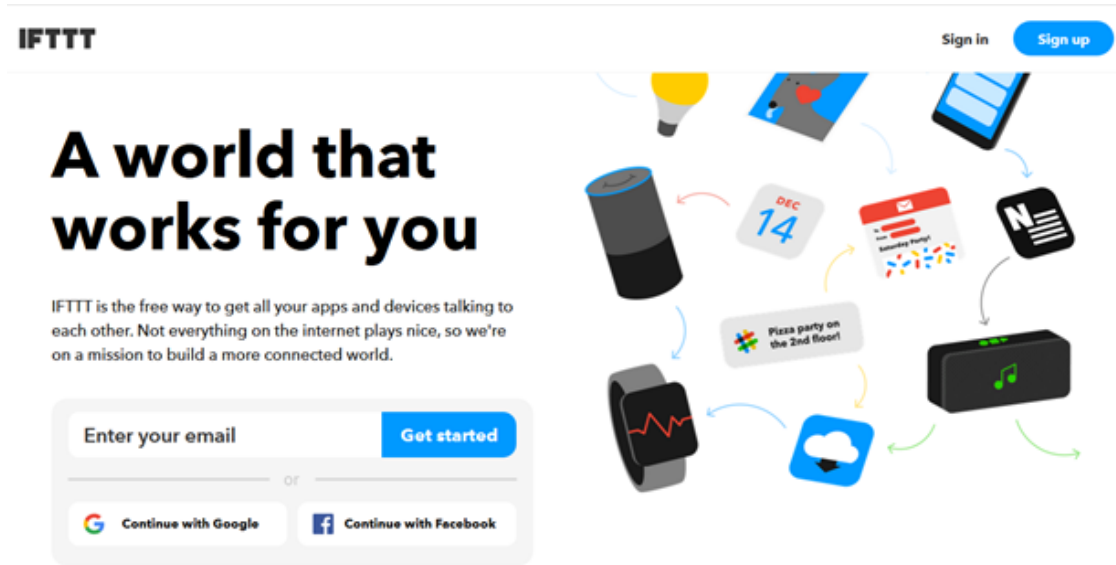 IFTTT
Sign in
Sign up
A world that
works for you
IFTTT is the free way to get all your apps and devices talking to
each other. Not everything on the internet plays nice, so we're
on a mission to build a more connected world.
Enter your email
Get started
or
Continue with Google
Continue with Facebook
DEC
14
Saturday Party!
N
Pizza party on
the 2nd floor!